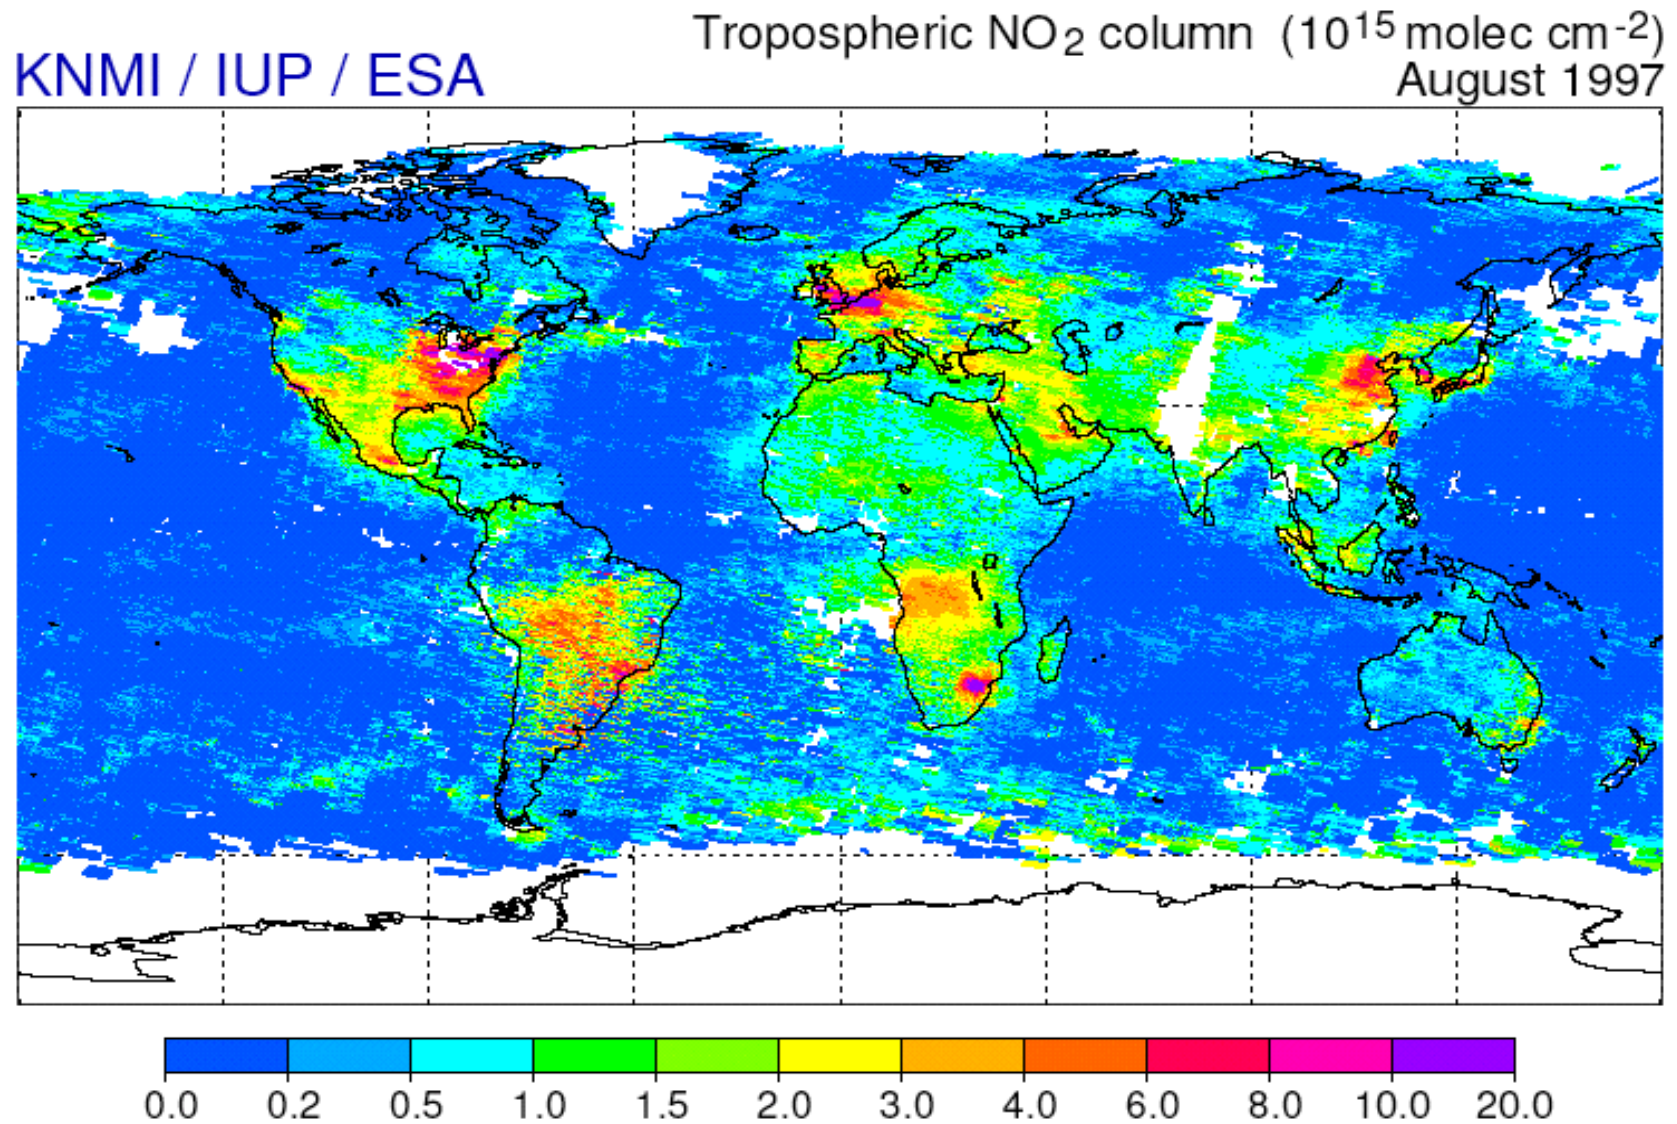 Tropospheric NO2 column (10^15 molec cm^-2)
KNMI / IUP / ESA
August 1997
0.0 0.2 0.5 1.0 1.5 2.0 3.0 4.0 6.0 8.0 10.0 20.0